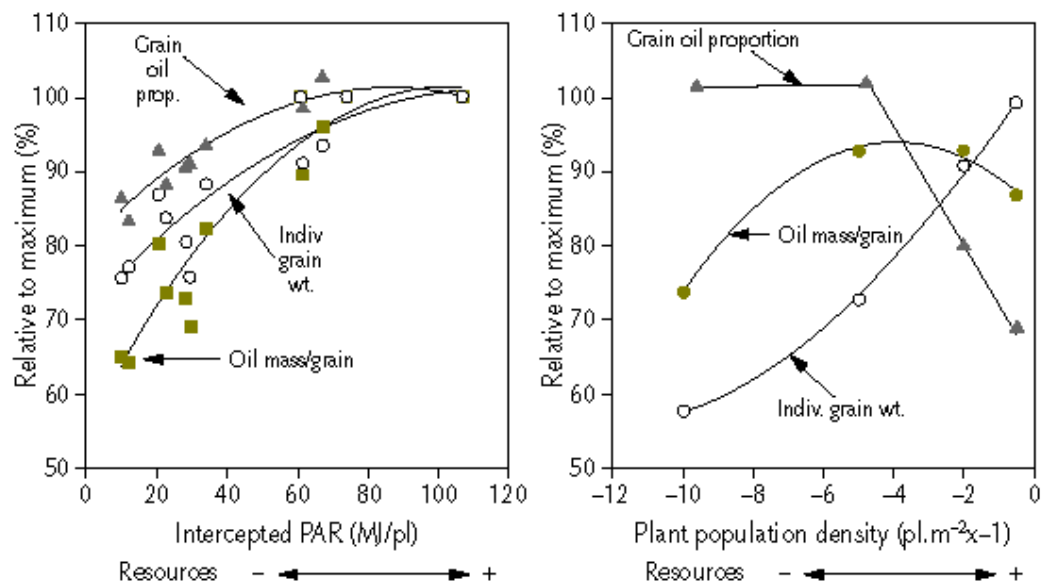 110
100
90
80
70
60
50
Relative to maximum (%)
Grain
oil
prop.
Indiv
grain
wt.
Oil mass/grain
0
20
40
60
80
100
120
Intercepted PAR (MJ/pl)
Resources − +
110
100
90
80
70
60
50
Relative to maximum (%)
Grain oil proportion
Oil mass/grain
Indiv. grain wt.
−12
−10
−8
−6
−4
−2
0
Plant population density (pl.m⁻²x−1)
Resources − +